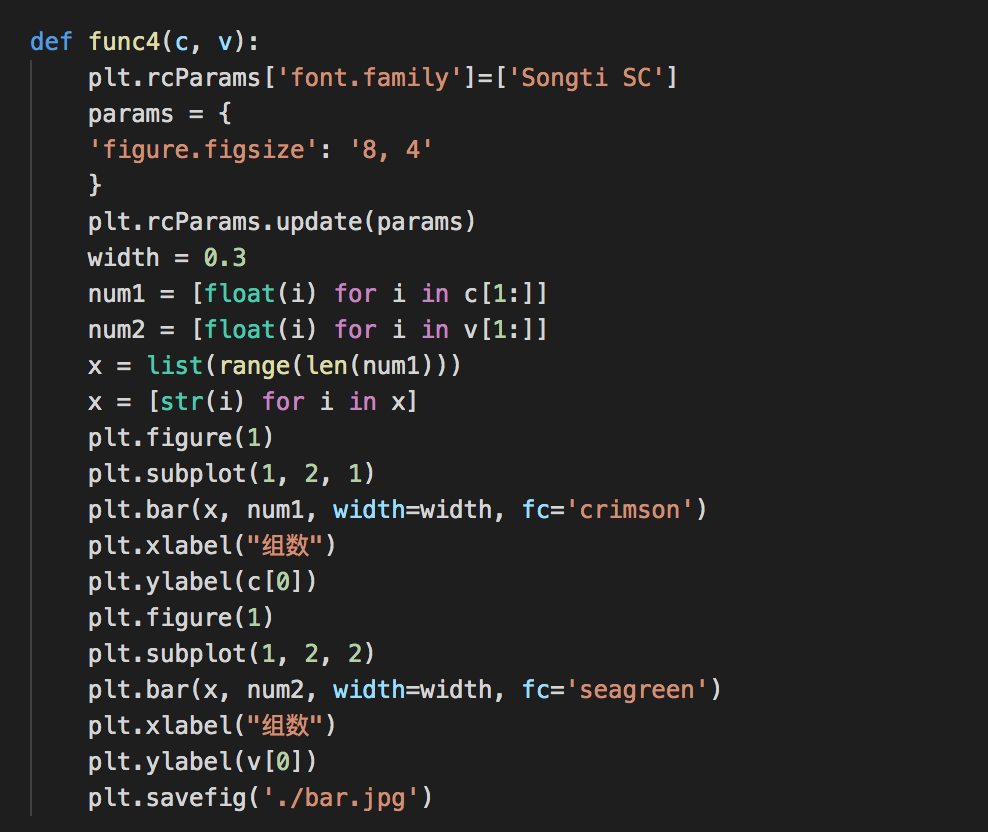 def func4(c, v):
    plt.rcParams['font.family']=['Songti SC']
    params = {
    'figure.figsize': '8, 4'
    }
    plt.rcParams.update(params)
    width = 0.3
    num1 = [float(i) for i in c[1:]]
    num2 = [float(i) for i in v[1:]]
    x = list(range(len(num1)))
    x = [str(i) for i in x]
    plt.figure(1)
    plt.subplot(1, 2, 1)
    plt.bar(x, num1, width=width, fc='crimson')
    plt.xlabel("组数")
    plt.ylabel(c[0])
    plt.figure(1)
    plt.subplot(1, 2, 2)
    plt.bar(x, num2, width=width, fc='seagreen')
    plt.xlabel("组数")
    plt.ylabel(v[0])
    plt.savefig('./bar.jpg')